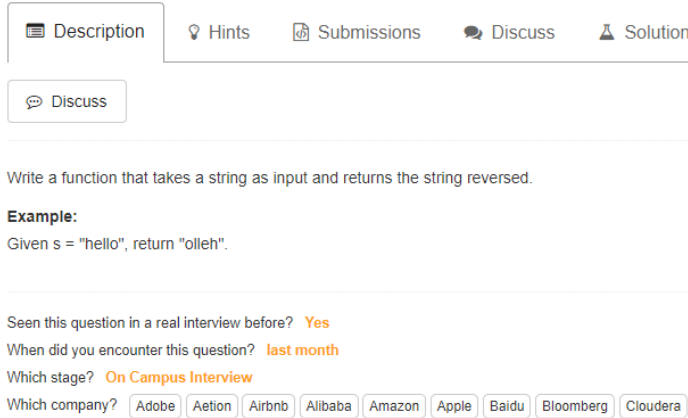 Description Hints Submissions Discuss Solution
Discuss
Write a function that takes a string as input and returns the string reversed.
Example:
Given s = "hello", return "olleh".
Seen this question in a real interview before? Yes
When did you encounter this question? last month
Which stage? On Campus Interview
Which company? Adobe Aetion Airbnb Alibaba Amazon Apple Baidu Bloomberg Cloudera